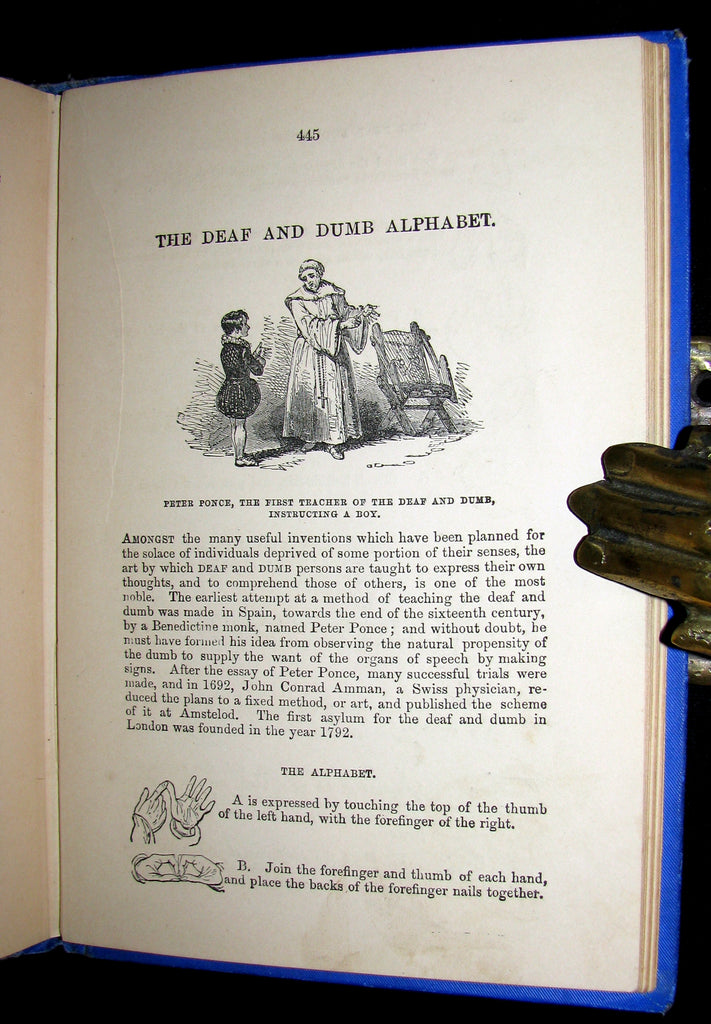 445
THE DEAF AND DUMB ALPHABET.
PETER PONCE, THE FIRST TEACHER OF THE DEAF AND DUMB,
INSTRUCTING A BOY.
AMONGST the many useful inventions which have been planned for
the solace of individuals deprived of some portion of their senses, the
art by which DEAF and DUMB persons are taught to express their own
thoughts, and to comprehend those of others, is one of the most
noble. The earliest attempt at a method of teaching the deaf and
dumb was made in Spain, towards the end of the sixteenth century,
by a Benedictine monk, named Peter Ponce; and without doubt, he
must have formed his idea from observing the natural propensity of
the dumb to supply the want of the organs of speech by making
signs. After the essay of Peter Ponce, many successful trials were
made, and in 1692, John Conrad Amman, a Swiss physician, re-
duced the plans to a fixed method, or art, and published the scheme
of it at Amstelod. The first asylum for the deaf and dumb in
London was founded in the year 1792.
THE ALPHABET.
A is expressed by touching the top of the thumb
of the left hand, with the forefinger of the right.
B. Join the forefinger and thumb of each hand,
and place the backs of the forefinger nails together.